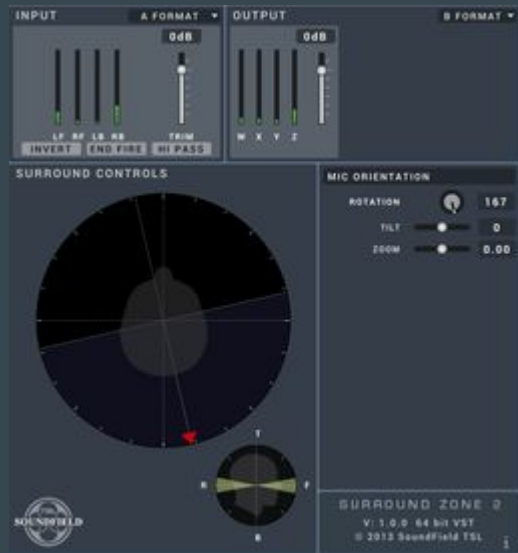 INPUT
A FORMAT
0dB
LF RF LB RB
TRIM
INVERT END FIRE HI PASS
OUTPUT
B FORMAT
0dB
W X Y Z
SURROUND CONTROLS
T
R F
B
TSL
SOUNDFIELD
MIC ORIENTATION
ROTATION 167
TILT 0
ZOOM 0.00
SURROUND ZONE 2
V: 1.0.0 64 bit VST
© 2013 SoundField TSL
i